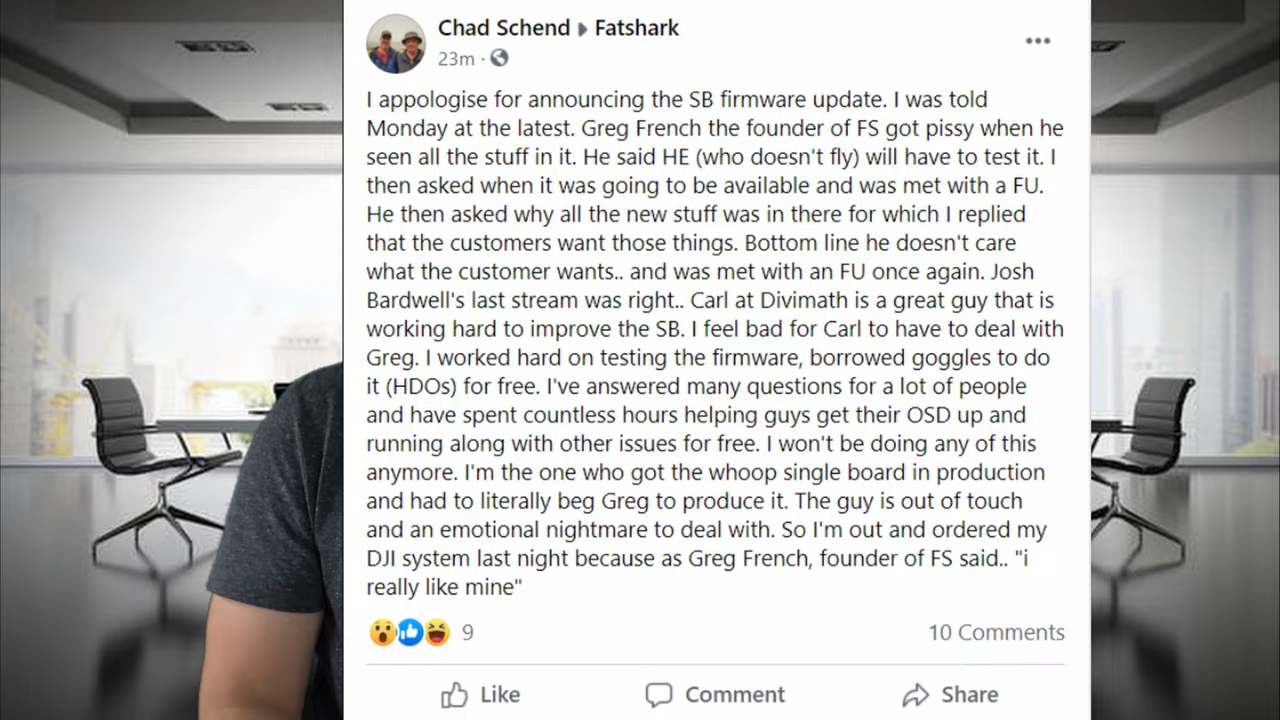 Chad Schend ▸ Fatshark
23m ·
I appologise for announcing the SB firmware update. I was told
Monday at the latest. Greg French the founder of FS got pissy when he
seen all the stuff in it. He said HE (who doesn't fly) will have to test it. I
then asked when it was going to be available and was met with a FU.
He then asked why all the new stuff was in there for which I replied
that the customers want those things. Bottom line he doesn't care
what the customer wants.. and was met with an FU once again. Josh
Bardwell's last stream was right.. Carl at Divimath is a great guy that is
working hard to improve the SB. I feel bad for Carl to have to deal with
Greg. I worked hard on testing the firmware, borrowed goggles to do
it (HDOs) for free. I've answered many questions for a lot of people
and have spent countless hours helping guys get their OSD up and
running along with other issues for free. I won't be doing any of this
anymore. I'm the one who got the whoop single board in production
and had to literally beg Greg to produce it. The guy is out of touch
and an emotional nightmare to deal with. So I'm out and ordered my
DJI system last night because as Greg French, founder of FS said.. "i
really like mine"
9
10 Comments
Like
Comment
Share